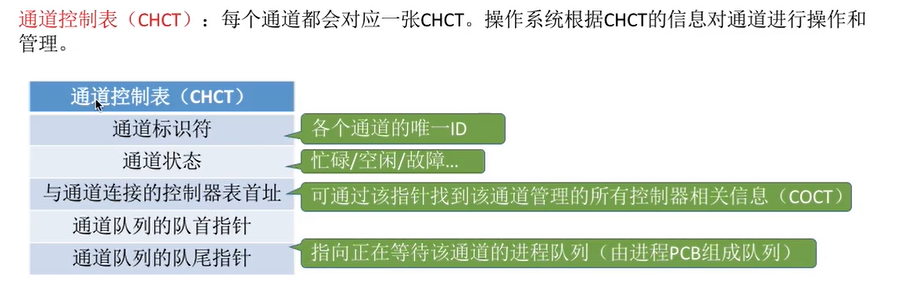 通道控制表（CHCT）：每个通道都会对应一张CHCT。操作系统根据CHCT的信息对通道进行操作和
管理。
通道控制表（CHCT）
通道标识符
各个通道的唯一ID
通道状态
忙碌/空闲/故障...
与通道连接的控制器表首址
可通过该指针找到该通道管理的所有控制器相关信息（COCT）
通道队列的队首指针
通道队列的队尾指针
指向正在等待该通道的进程队列（由进程PCB组成队列）